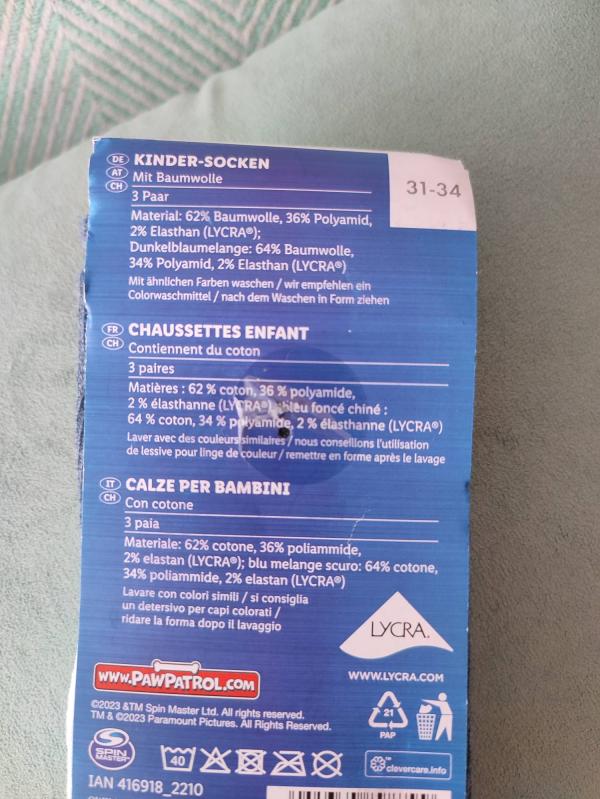 DE AT CH KINDER-SOCKEN
Mit Baumwolle
3 Paar
Material: 62% Baumwolle, 36% Polyamid,
2% Elasthan (LYCRA®);
Dunkelblaumelange: 64% Baumwolle,
34% Polyamid, 2% Elasthan (LYCRA®)
Mit ähnlichen Farben waschen / wir empfehlen ein
Colorwaschmittel / nach dem Waschen in Form ziehen
31-34
FR CH CHAUSSETTES ENFANT
Contiennent du coton
3 paires
Matières : 62 % coton, 36 % polyamide,
2 % élasthanne (LYCRA®) ; bleu foncé chiné :
64 % coton, 34 % polyamide, 2 % élasthanne (LYCRA®)
Laver avec des couleurs similaires / nous conseillons l'utilisation
de lessive pour linge de couleur / remettre en forme après le lavage
IT CH CALZE PER BAMBINI
Con cotone
3 paia
Materiale: 62% cotone, 36% poliammide,
2% elastan (LYCRA®); blu melange scuro: 64% cotone,
34% poliammide, 2% elastan (LYCRA®)
Lavare con colori simili / si consiglia
un detersivo per capi colorati /
ridare la forma dopo il lavaggio
LYCRA.
WWW.LYCRA.COM
www.PAWPATROL.COM
©2023 &TM Spin Master Ltd. All rights reserved.
TM & ©2023 Paramount Pictures. All Rights Reserved.
21
PAP
SPIN MASTER™
40
clevercare.info
IAN 416918_2210